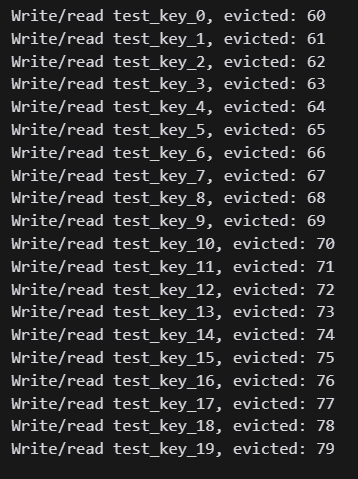 Write/read test_key_0, evicted: 60
Write/read test_key_1, evicted: 61
Write/read test_key_2, evicted: 62
Write/read test_key_3, evicted: 63
Write/read test_key_4, evicted: 64
Write/read test_key_5, evicted: 65
Write/read test_key_6, evicted: 66
Write/read test_key_7, evicted: 67
Write/read test_key_8, evicted: 68
Write/read test_key_9, evicted: 69
Write/read test_key_10, evicted: 70
Write/read test_key_11, evicted: 71
Write/read test_key_12, evicted: 72
Write/read test_key_13, evicted: 73
Write/read test_key_14, evicted: 74
Write/read test_key_15, evicted: 75
Write/read test_key_16, evicted: 76
Write/read test_key_17, evicted: 77
Write/read test_key_18, evicted: 78
Write/read test_key_19, evicted: 79